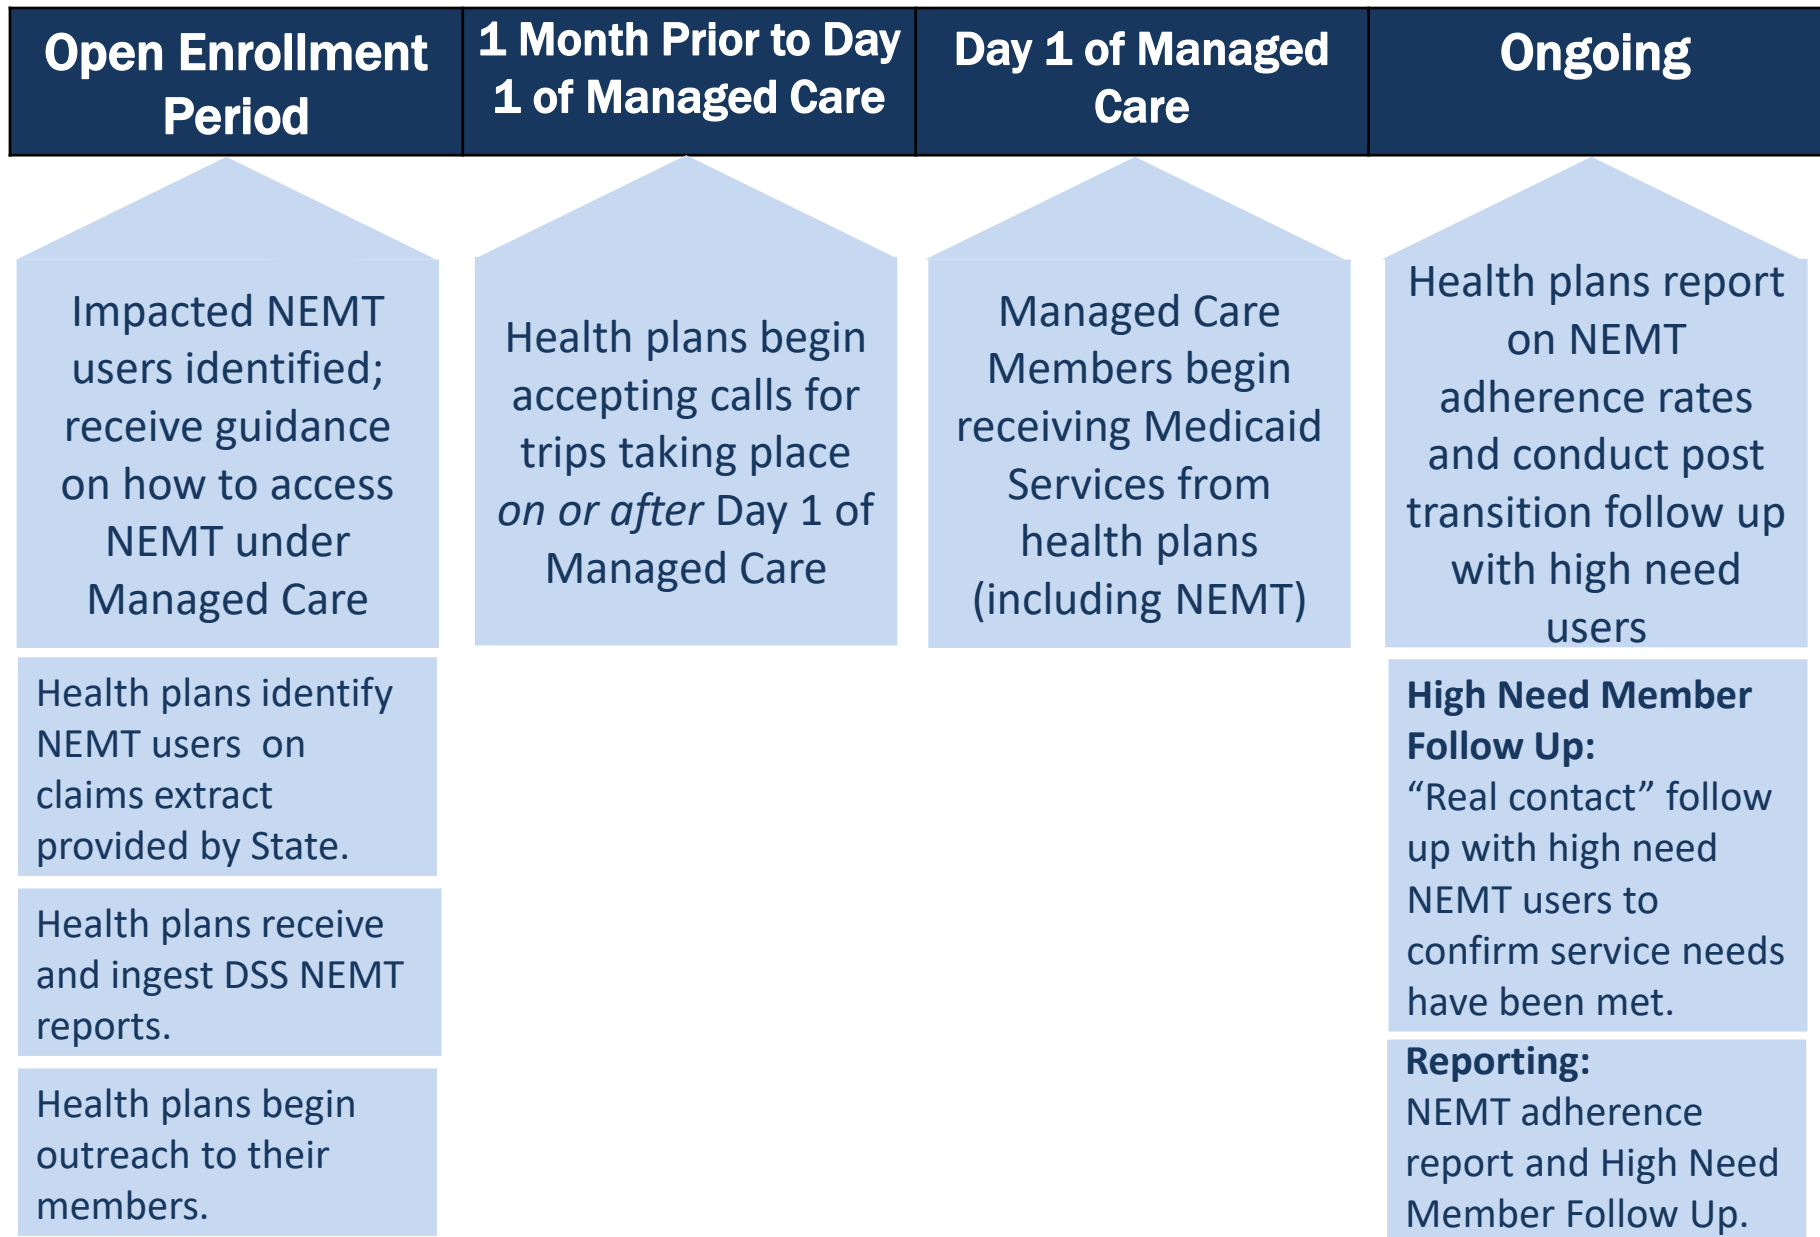 Open Enrollment
Period
1 Month Prior to Day
1 of Managed Care
Day 1 of Managed
Care
Ongoing
Impacted NEMT
users identified;
receive guidance
on how to access
NEMT under
Managed Care
Health plans begin
accepting calls for
trips taking place
on or after Day 1 of
Managed Care
Managed Care
Members begin
receiving Medicaid
Services from
health plans
(including NEMT)
Health plans report
on NEMT
adherence rates
and conduct post
transition follow up
with high need
users
Health plans identify
NEMT users on
claims extract
provided by State.
Health plans receive
and ingest DSS NEMT
reports.
Health plans begin
outreach to their
members.
High Need Member
Follow Up:
“Real contact” follow
up with high need
NEMT users to
confirm service needs
have been met.
Reporting:
NEMT adherence
report and High Need
Member Follow Up.